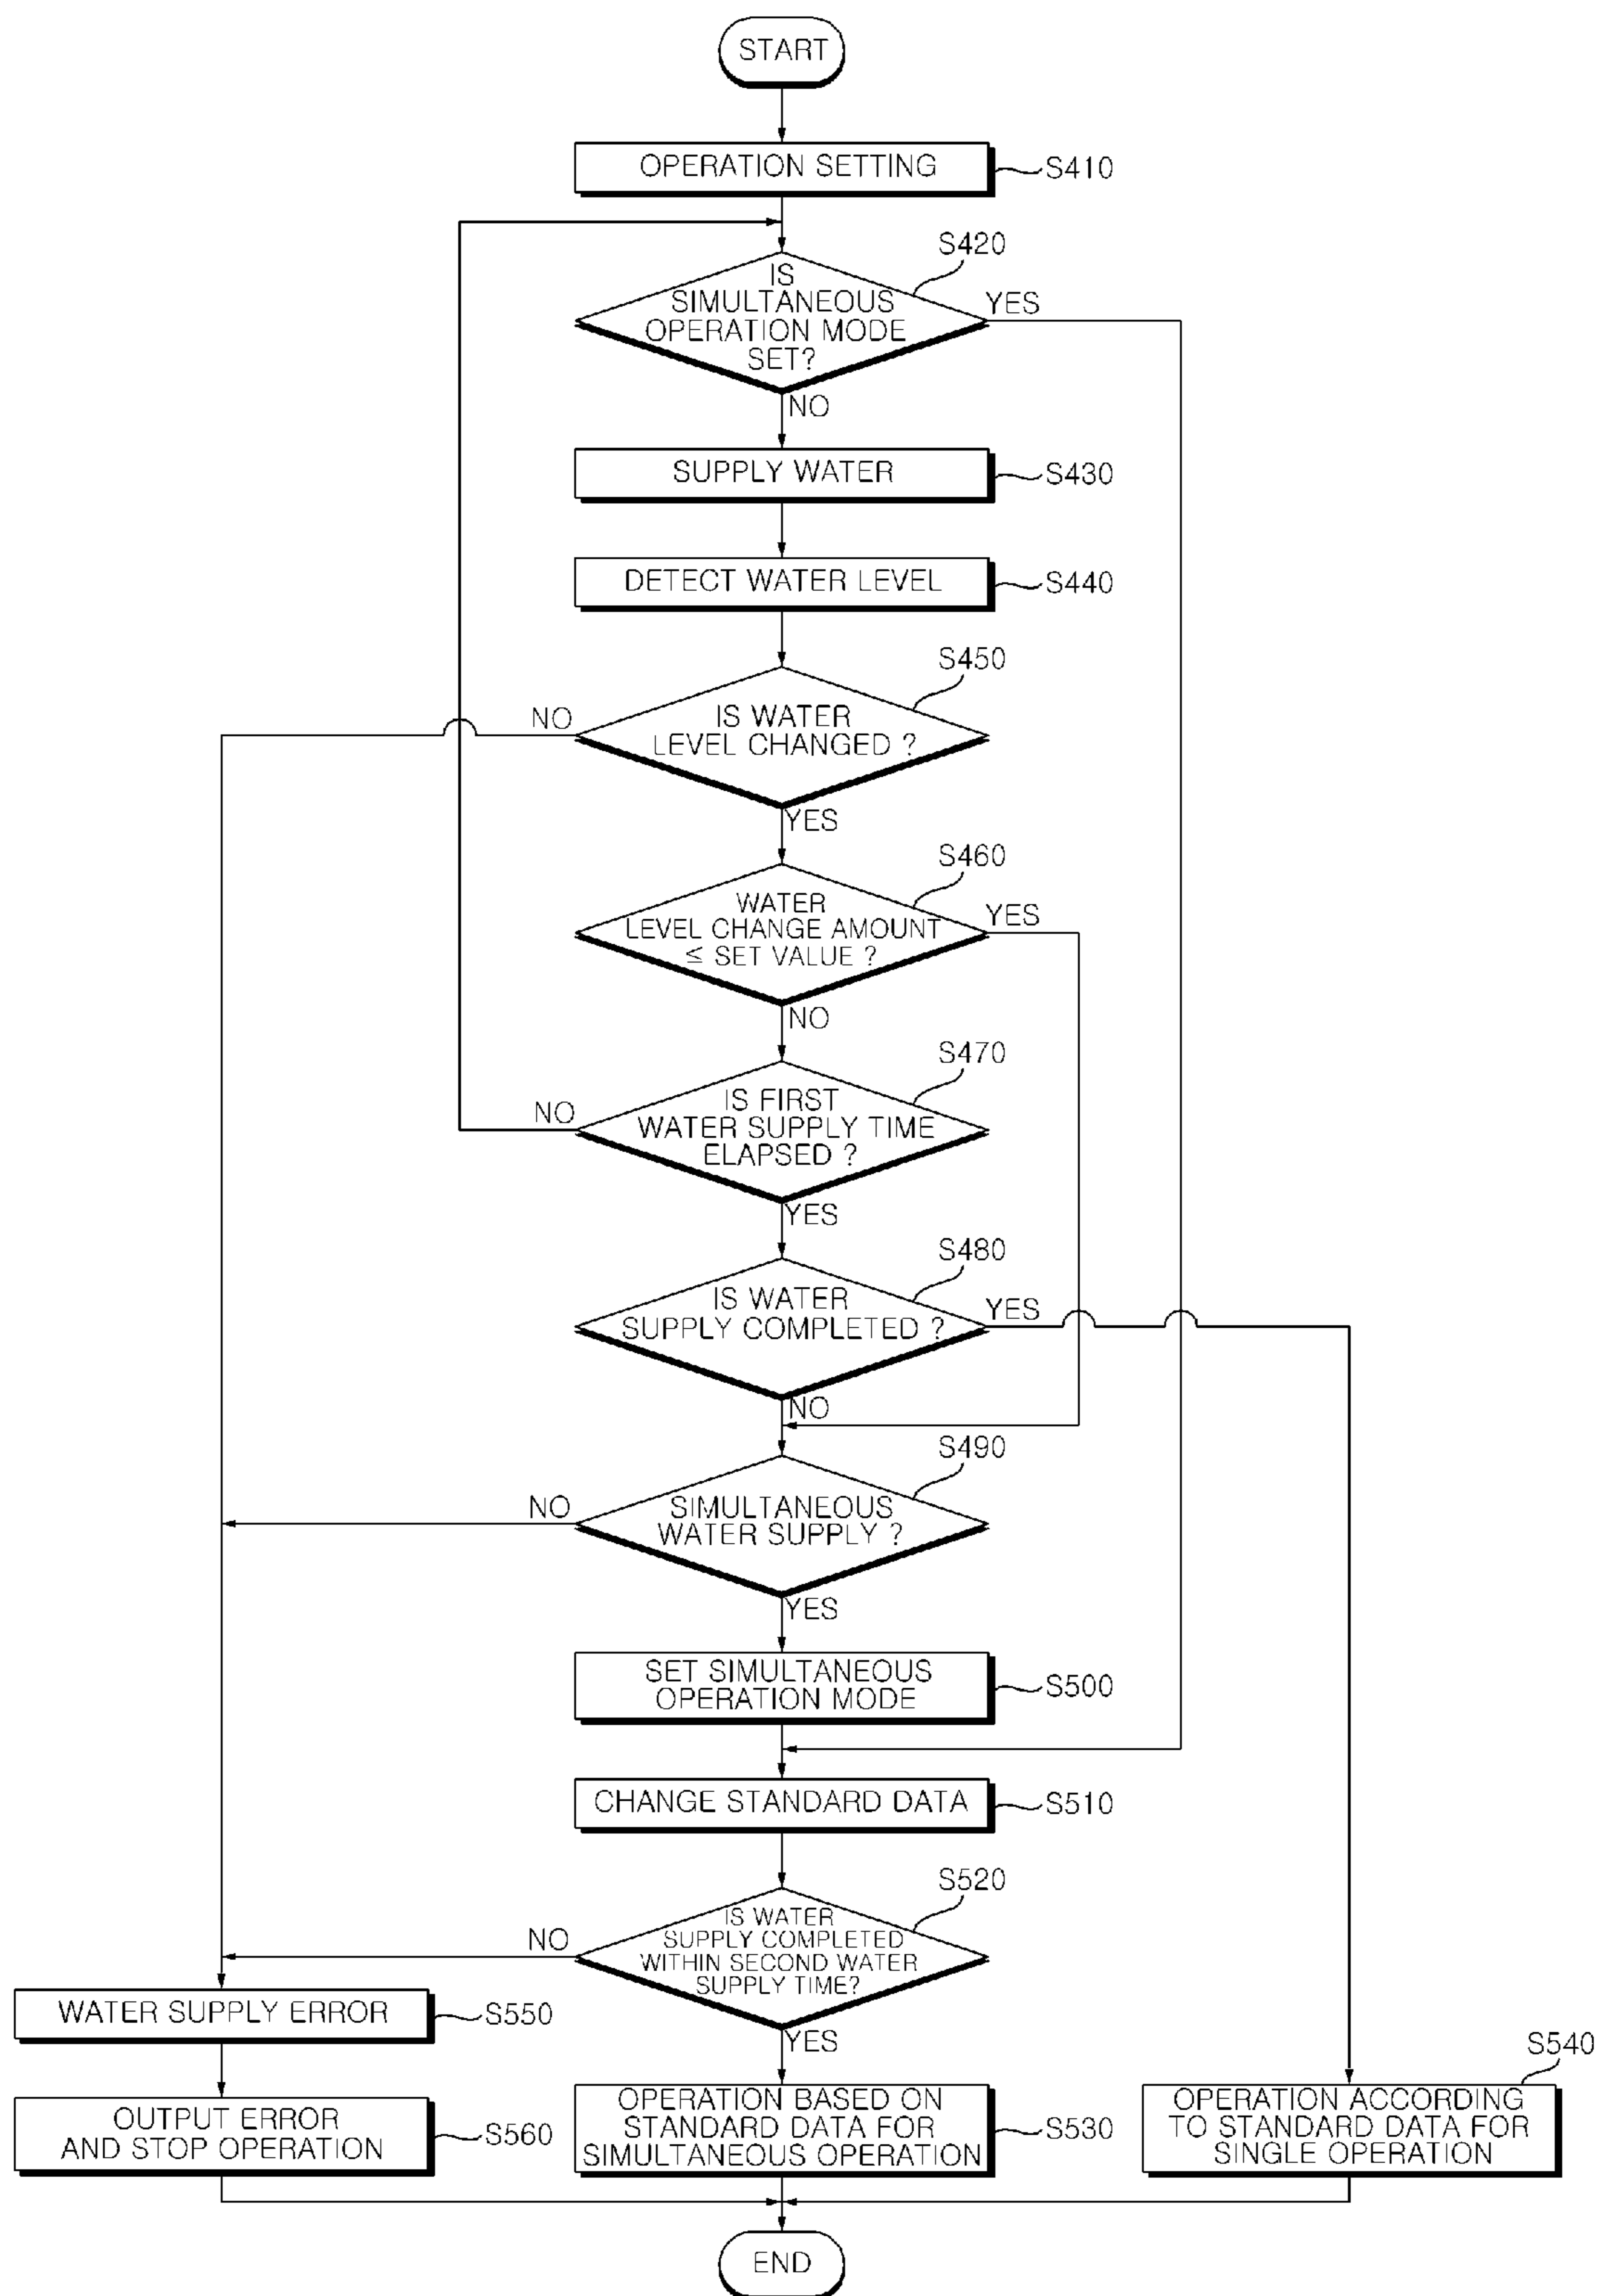 START
OPERATION SETTING
S410
S420
IS
SIMULTANEOUS
OPERATION MODE
SET?
YES
NO
SUPPLY WATER
S430
DETECT WATER LEVEL
S440
S450
IS WATER
LEVEL CHANGED ?
NO
YES
S460
WATER
LEVEL CHANGE AMOUNT
≤ SET VALUE ?
YES
NO
S470
IS FIRST
WATER SUPPLY TIME
ELAPSED ?
NO
YES
S480
IS WATER
SUPPLY COMPLETED ?
YES
NO
S490
SIMULTANEOUS
WATER SUPPLY ?
NO
YES
SET SIMULTANEOUS
OPERATION MODE
S500
CHANGE STANDARD DATA
S510
S520
IS WATER
SUPPLY COMPLETED
WITHIN SECOND WATER
SUPPLY TIME?
NO
YES
WATER SUPPLY ERROR
S550
OUTPUT ERROR
AND STOP OPERATION
S560
OPERATION BASED ON
STANDARD DATA FOR
SIMULTANEOUS OPERATION
S530
S540
OPERATION ACCORDING
TO STANDARD DATA FOR
SINGLE OPERATION
END